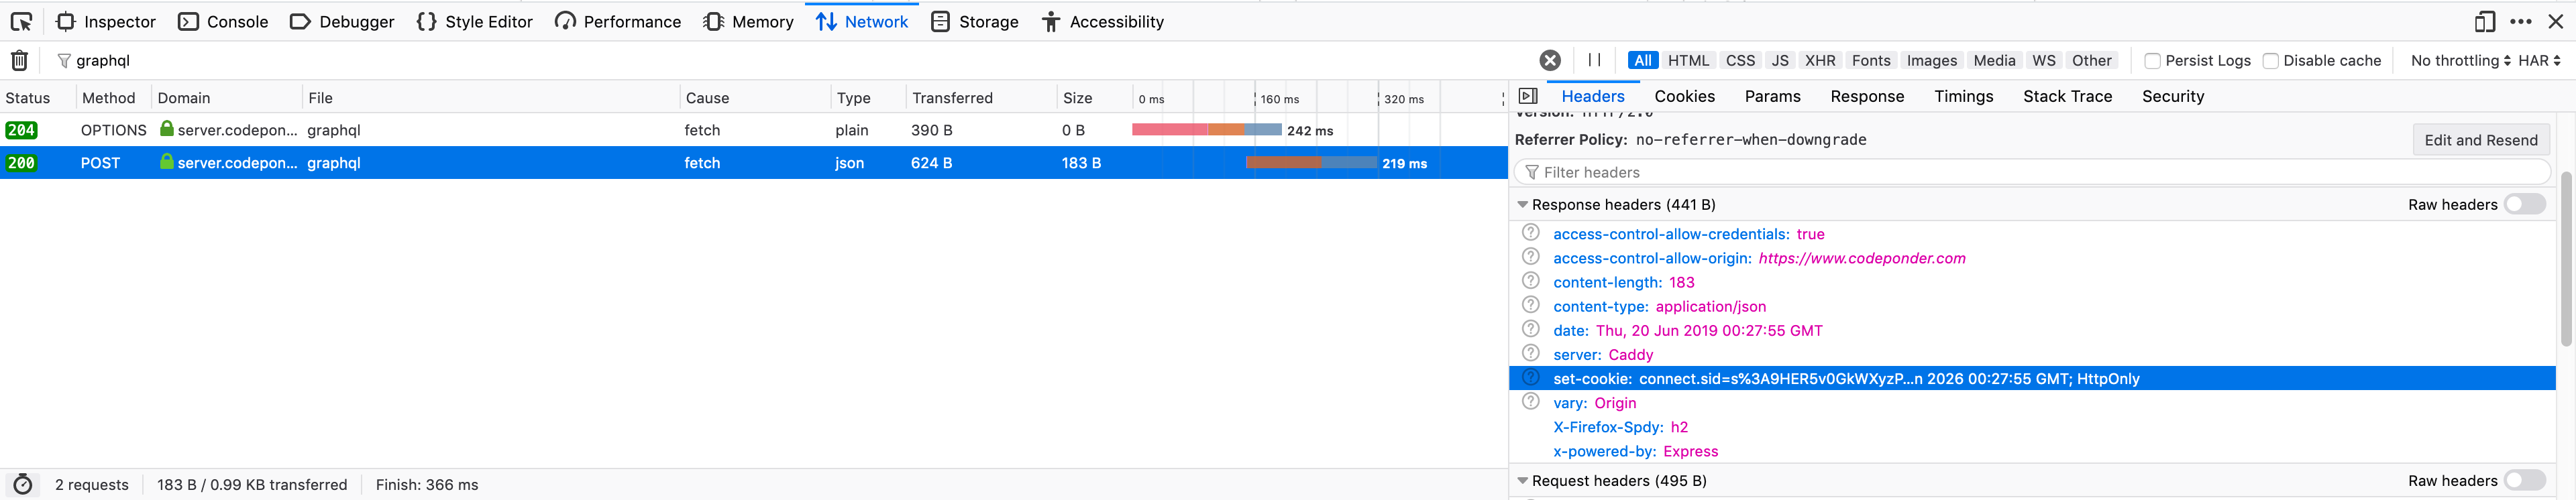 Inspector Console Debugger Style Editor Performance Memory Network Storage Accessibility
graphql All HTML CSS JS XHR Fonts Images Media WS Other Persist Logs Disable cache No throttling HAR
Status Method Domain File Cause Type Transferred Size 0 ms 160 ms 320 ms
204 OPTIONS server.codepon... graphql fetch plain 390 B 0 B 242 ms
200 POST server.codepon... graphql fetch json 624 B 183 B 219 ms
2 requests 183 B / 0.99 KB transferred Finish: 366 ms
Headers Cookies Params Response Timings Stack Trace Security
Version: HTTP/2.0
Referrer Policy: no-referrer-when-downgrade Edit and Resend
Filter headers
Response headers (441 B) Raw headers
access-control-allow-credentials: true
access-control-allow-origin: https://www.codeponder.com
content-length: 183
content-type: application/json
date: Thu, 20 Jun 2019 00:27:55 GMT
server: Caddy
set-cookie: connect.sid=s%3A9HER5v0GkWXyzP...n 2026 00:27:55 GMT; HttpOnly
vary: Origin
X-Firefox-Spdy: h2
x-powered-by: Express
Request headers (495 B) Raw headers